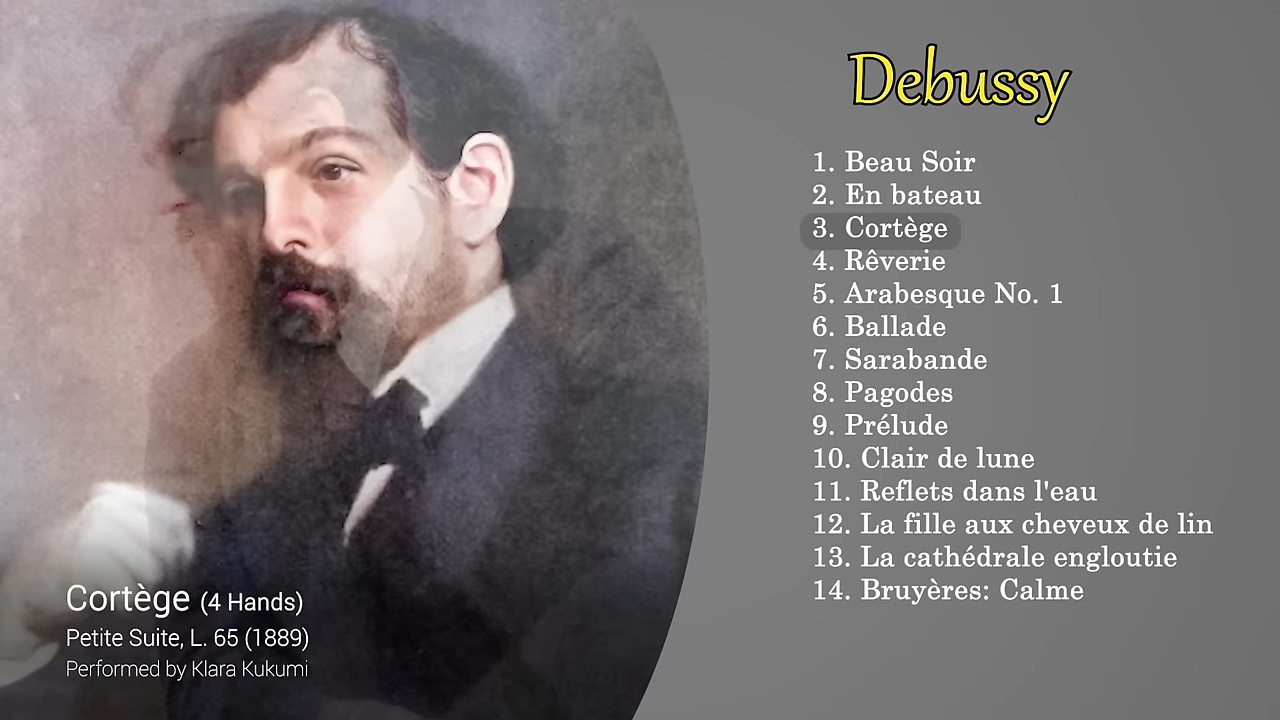 Debussy
1. Beau Soir
2. En bateau
3. Cortège
4. Rêverie
5. Arabesque No. 1
6. Ballade
7. Sarabande
8. Pagodes
9. Prélude
10. Clair de lune
11. Reflets dans l'eau
12. La fille aux cheveux de lin
13. La cathédrale engloutie
14. Bruyères: Calme
Cortège (4 Hands)
Petite Suite, L. 65 (1889)
Performed by Klara Kukumi